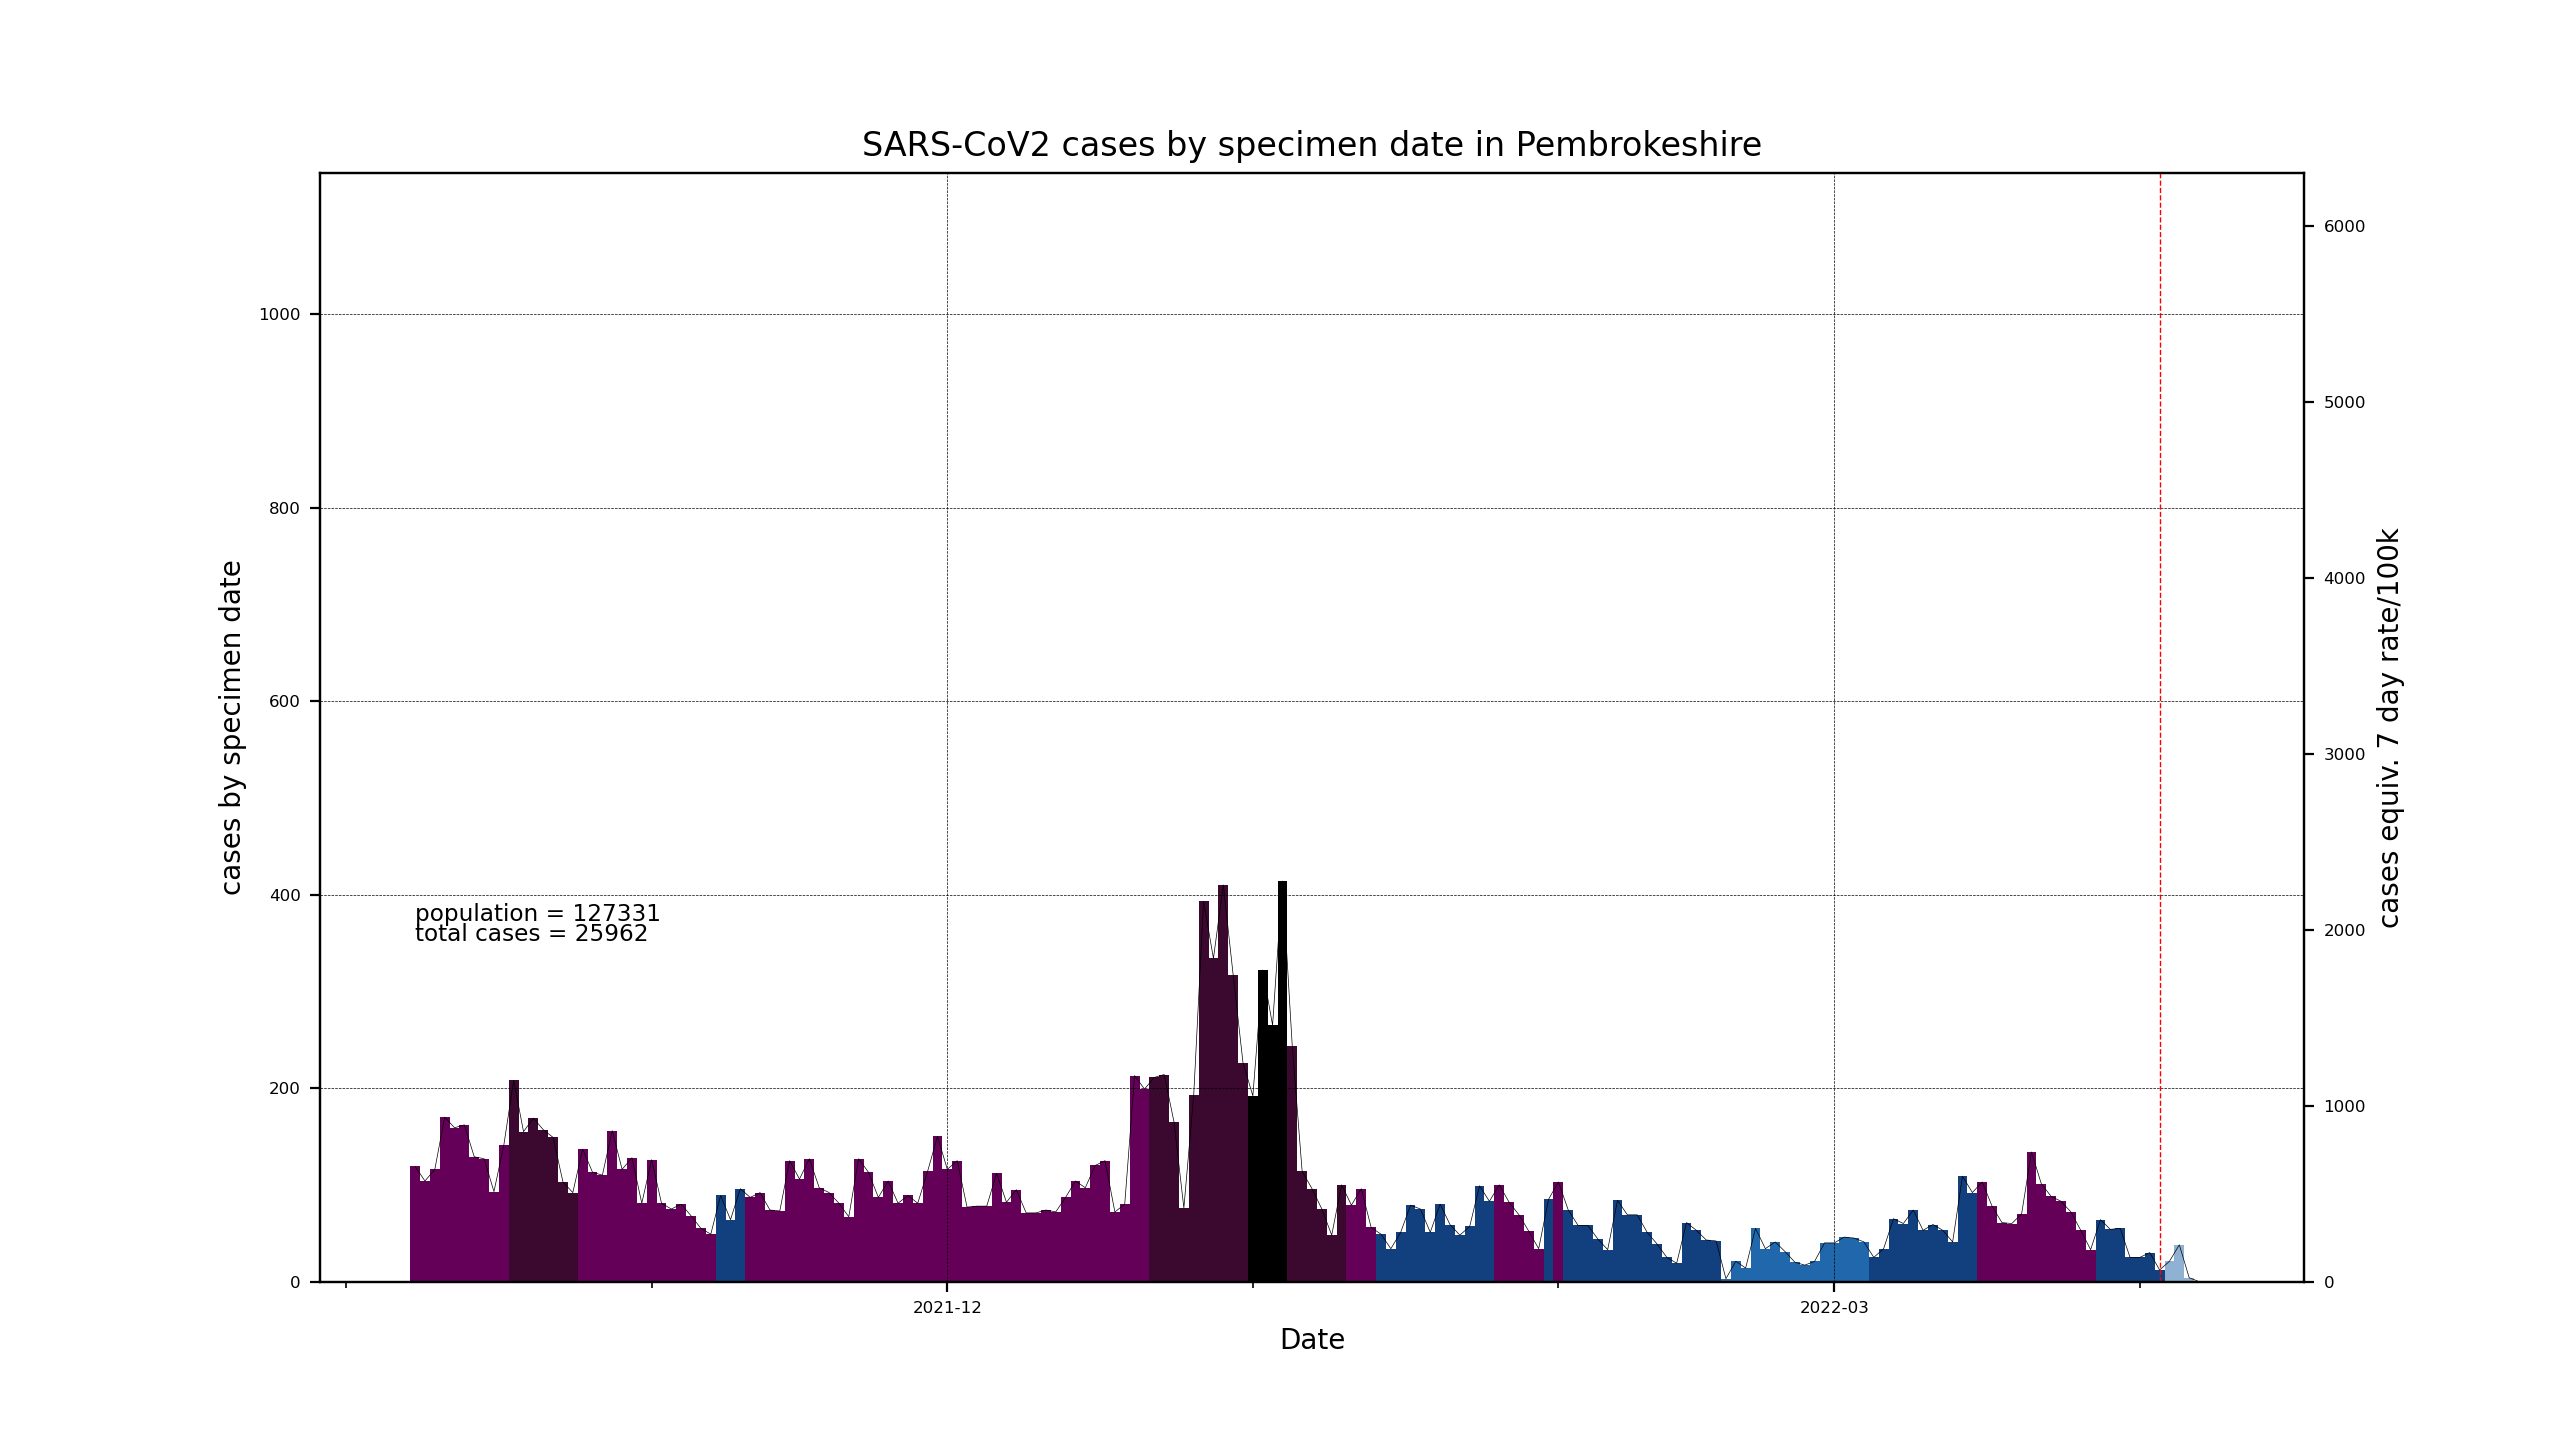 SARS-CoV2 cases by specimen date in Pembrokeshire
cases by specimen date
1000
800
600
400
200
0
population = 127331
total cases = 25962
6000
5000
4000
3000
2000
1000
0
cases equiv. 7 day rate/100k
2021-12
2022-03
Date